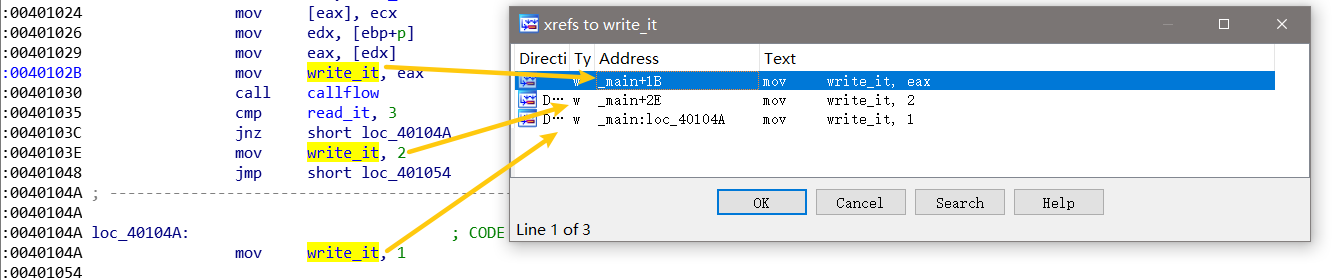 :00401024 mov [eax], ecx
:00401026 mov edx, [ebp+p]
:00401029 mov eax, [edx]
:0040102B mov write_it, eax
:00401030 call callflow
:00401035 cmp read_it, 3
:0040103C jnz short loc_40104A
:0040103E mov write_it, 2
:00401048 jmp short loc_401054
:0040104A ; ---------------------------------------------------------------------------
:0040104A
:0040104A loc_40104A: ; CODE
:0040104A mov write_it, 1
:00401054
xrefs to write_it
Directi Ty Address Text
w _main+1B mov write_it, eax
D… w _main+2E mov write_it, 2
D… w _main:loc_40104A mov write_it, 1
OK Cancel Search Help
Line 1 of 3